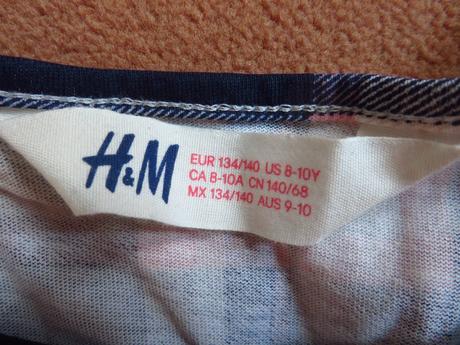 H&M
EUR 134/140 US 8-10Y
CA 8-10A CN 140/68
MX 134/140 AUS 9-10